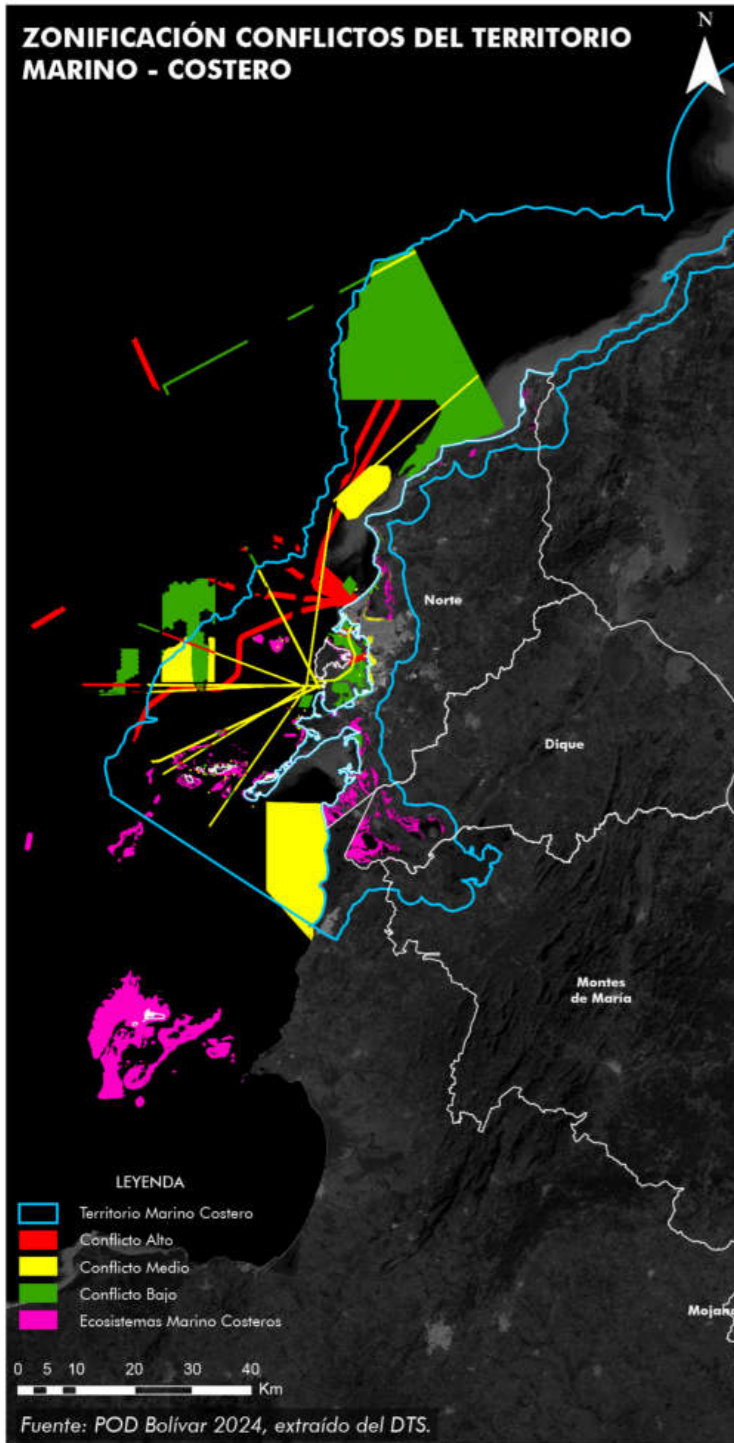 ZONIFICACIÓN CONFLICTOS DEL TERRITORIO
MARINO - COSTERO
N
Norte
Dique
Montes
de María
LEYENDA
Territorio Marino Costero
Conflicto Alto
Conflicto Medio
Conflicto Bajo
Ecosistemas Marino Costeros
0 5 10 20 30 40
Km
Fuente: POD Bolívar 2024, extraído del DTS.